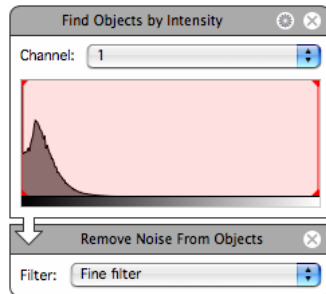 Find Objects by Intensity
Channel: 1
Remove Noise From Objects
Filter: Fine filter